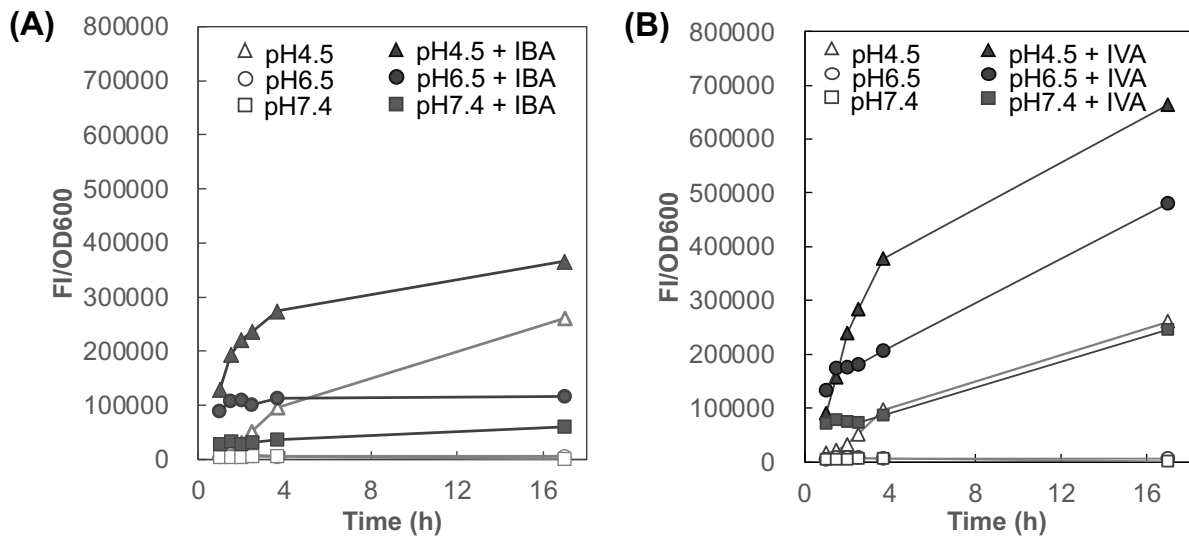 (A)
800000
700000
600000
500000
400000
300000
200000
100000
0
FI/OD600
pH4.5
pH6.5
pH7.4
pH4.5 + IBA
pH6.5 + IBA
pH7.4 + IBA
0 4 8 12 16
Time (h)
(B)
800000
700000
600000
500000
400000
300000
200000
100000
0
FI/OD600
pH4.5
pH6.5
pH7.4
pH4.5 + IVA
pH6.5 + IVA
pH7.4 + IVA
0 4 8 12 16
Time (h)